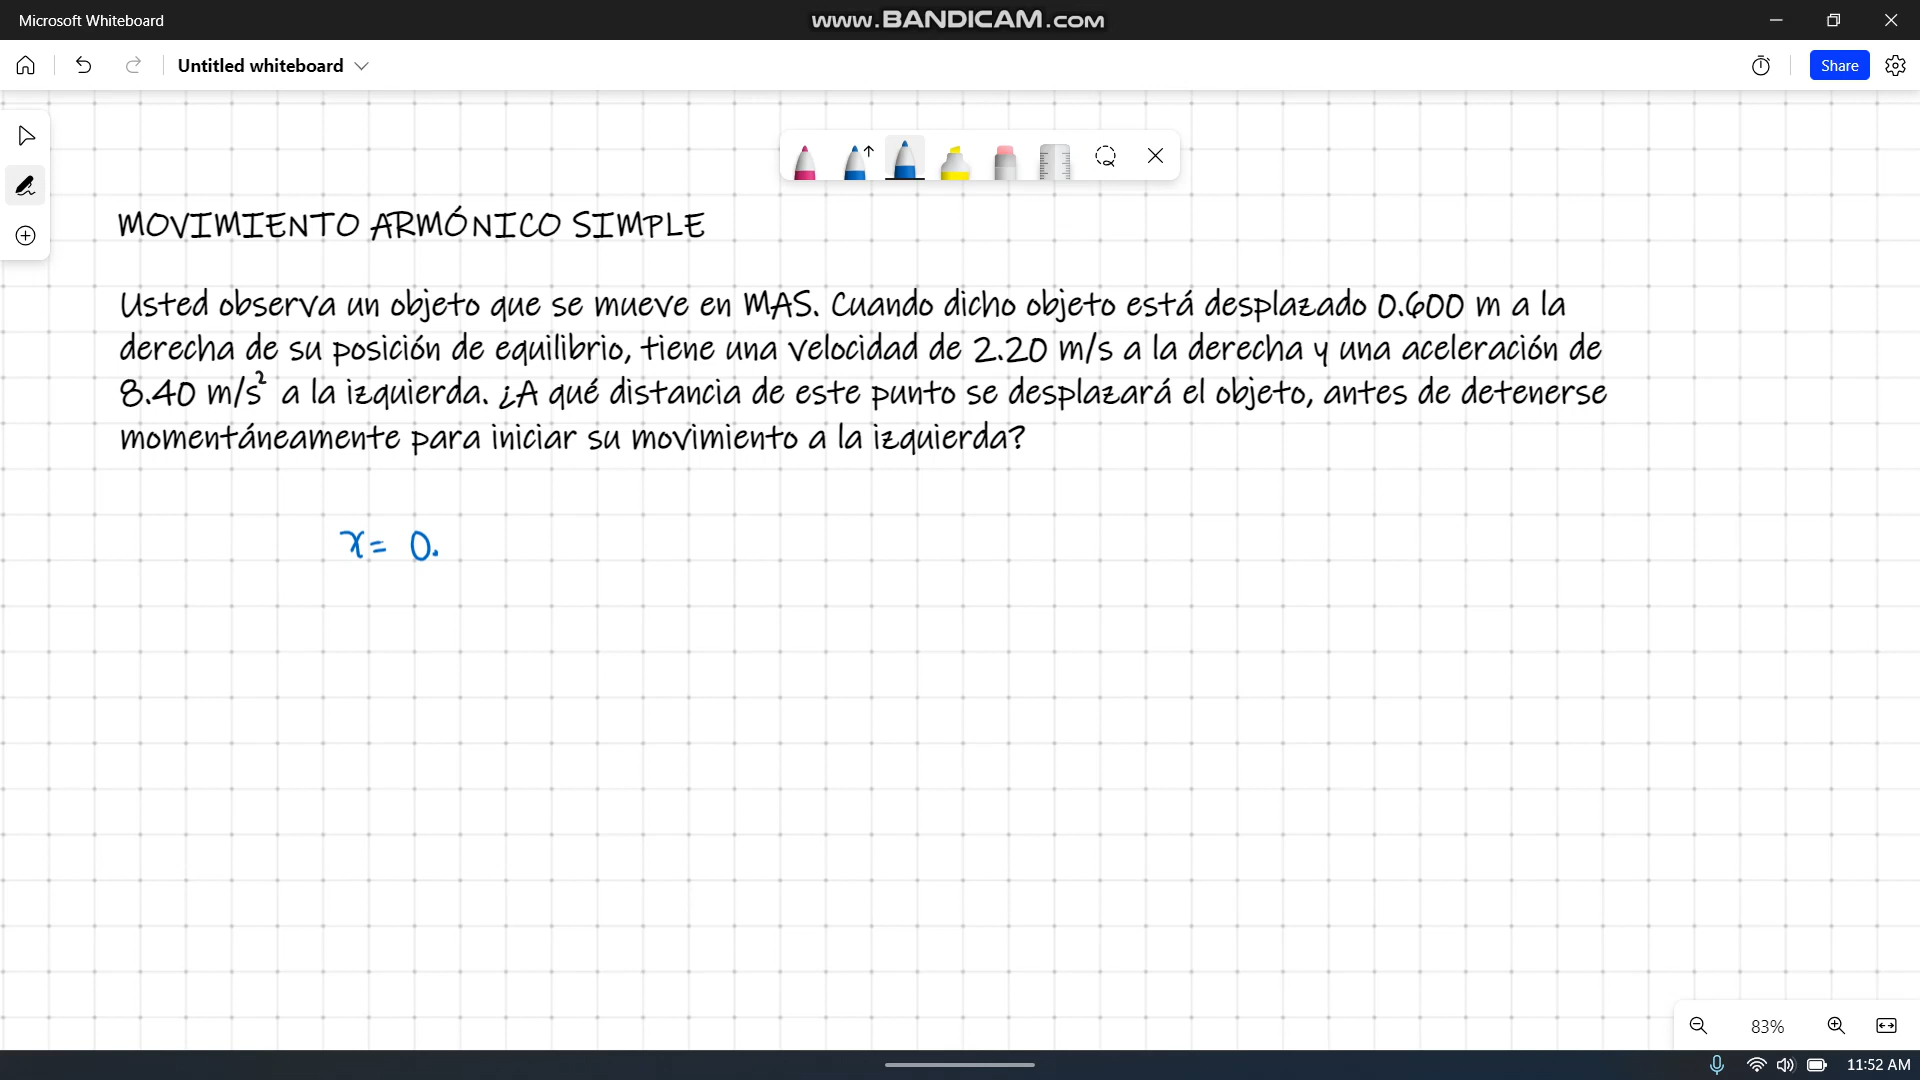 Microsoft Whiteboard
www.BANDICAM.com
Untitled whiteboard
Share
MOVIMIENTO ARMÓNICO SIMPLE
Usted observa un objeto que se mueve en MAS. Cuando dicho objeto está desplazado 0.600 m a la
derecha de su posición de equilibrio, tiene una velocidad de 2.20 m/s a la derecha y una aceleración de
8.40 m/s² a la izquierda. ¿A qué distancia de este punto se desplazará el objeto, antes de detenerse
momentáneamente para iniciar su movimiento a la izquierda?
x= 0.
83%
11:52 AM